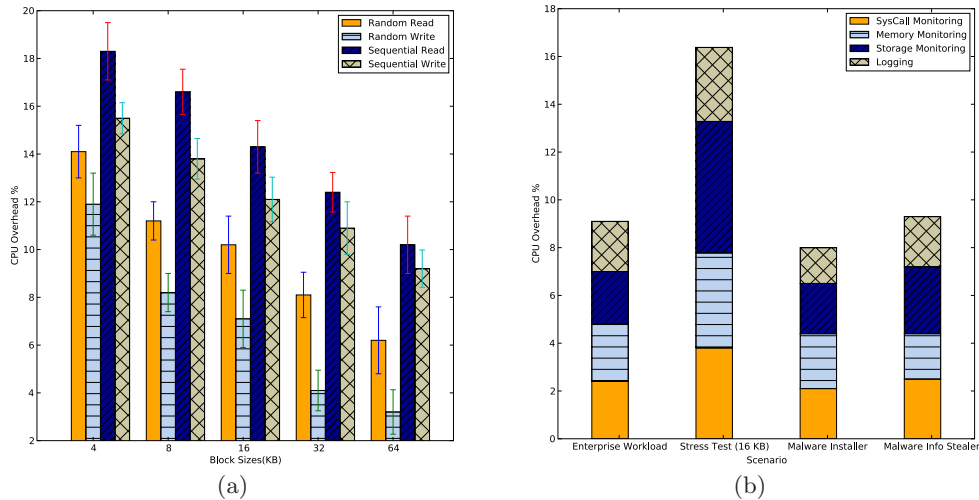 20
18
16
14
12
10
8
6
4
2
CPU Overhead %
Random Read
Random Write
Sequential Read
Sequential Write
4 8 16 32 64
Block Sizes(KB)
(a)
18
16
14
12
10
8
6
4
2
0
CPU Overhead %
SysCall Monitoring
Memory Monitoring
Storage Monitoring
Logging
Enterprise Workload Stress Test (16 KB) Malware Installer Malware Info Stealer
Scenario
(b)